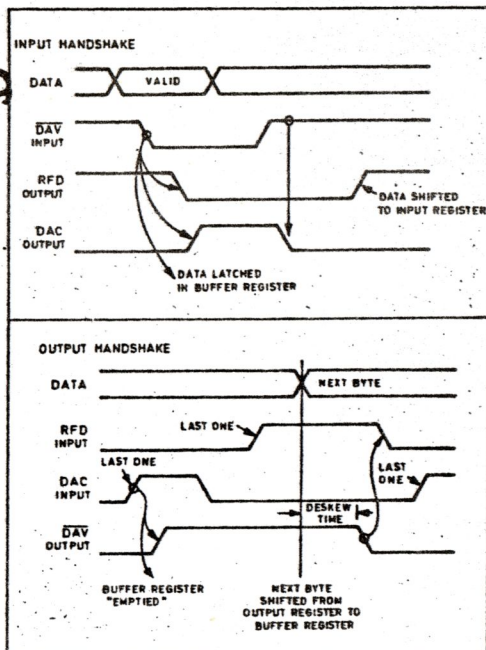 INPUT HANDSHAKE
DATA
VALID
DAV
INPUT
RFD
OUTPUT
DATA SHIFTED
TO INPUT REGISTER
DAC
OUTPUT
DATA LATCHED
IN BUFFER REGISTER
OUTPUT HANDSHAKE
DATA
NEXT BYTE
RFD
INPUT
LAST ONE
LAST ONE
DAC
INPUT
LAST
ONE
DESKEW
TIME
DAV
OUTPUT
BUFFER REGISTER
"EMPTIED"
NEXT BYTE
SHIFTED FROM
OUTPUT REGISTER TO
BUFFER REGISTER